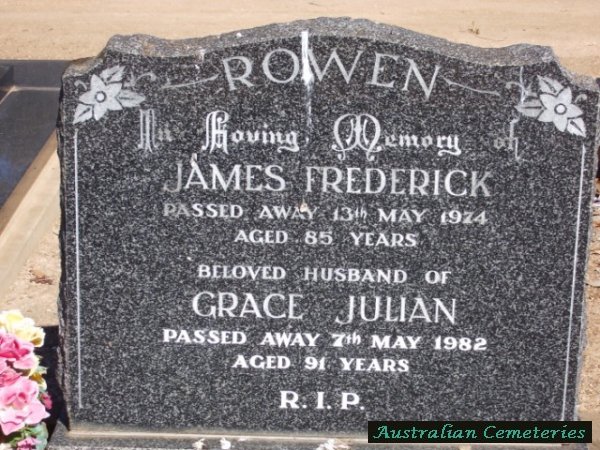 ROWEN
In Loving Memory of
JAMES FREDERICK
PASSED AWAY 13th MAY 1974
AGED 85 YEARS
BELOVED HUSBAND OF
GRACE JULIAN
PASSED AWAY 7th MAY 1982
AGED 91 YEARS
R.I.P.
Australian Cemeteries